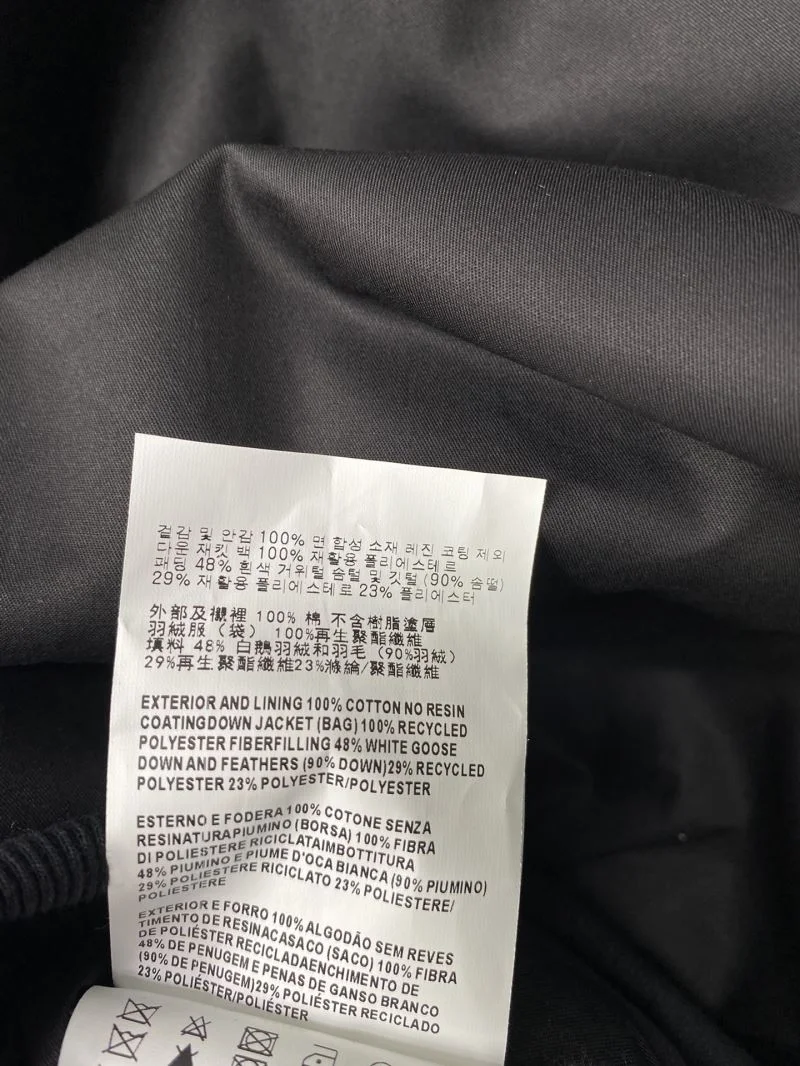 겉감 및 안감 100% 면 합성 소재 레진 코팅 제외
다운 재킷 백 100% 재활용 폴리에스테르
패딩 48% 흰색 거위털 솜털 및 깃털 (90% 솜털)
29% 재 활용 폴리에스테로 23% 폴리에스터
外部及襯裡 100% 棉 不含樹脂塗層
羽絨服（袋） 100%再生聚酯纖維
填料 48% 白鵝羽絨和羽毛（90%羽絨）
29%再生聚酯纖維23%滌綸/聚酯纖維
EXTERIOR AND LINING 100% COTTON NO RESIN
COATINGDOWN JACKET (BAG) 100% RECYCLED
POLYESTER FIBERFILLING 48% WHITE GOOSE
DOWN AND FEATHERS (90% DOWN)29% RECYCLED
POLYESTER 23% POLYESTER/POLYESTER
ESTERNO E FODERA 100% COTONE SENZA
RESINATURAPIUMINO (BORSA) 100% FIBRA
DI POLIESTERE RICICLATAIMBOTTITURA
48% PIUMINO E PIUME D'OCA BIANCA (90% PIUMINO)
29% POLIESTERE RICICLATO 23% POLIESTERE/
POLIESTERE
EXTERIOR E FORRO 100% ALGODÃO SEM REVES
TIMENTO DE RESINACASACO (SACO) 100% FIBRA
DE POLIÉSTER RECICLADAENCHIMENTO DE
48% DE PENUGEM E PENAS DE GANSO BRANCO
(90% DE PENUGEM)29% POLIÉSTER RECICLADO
23% POLIÉSTER/POLIÉSTER